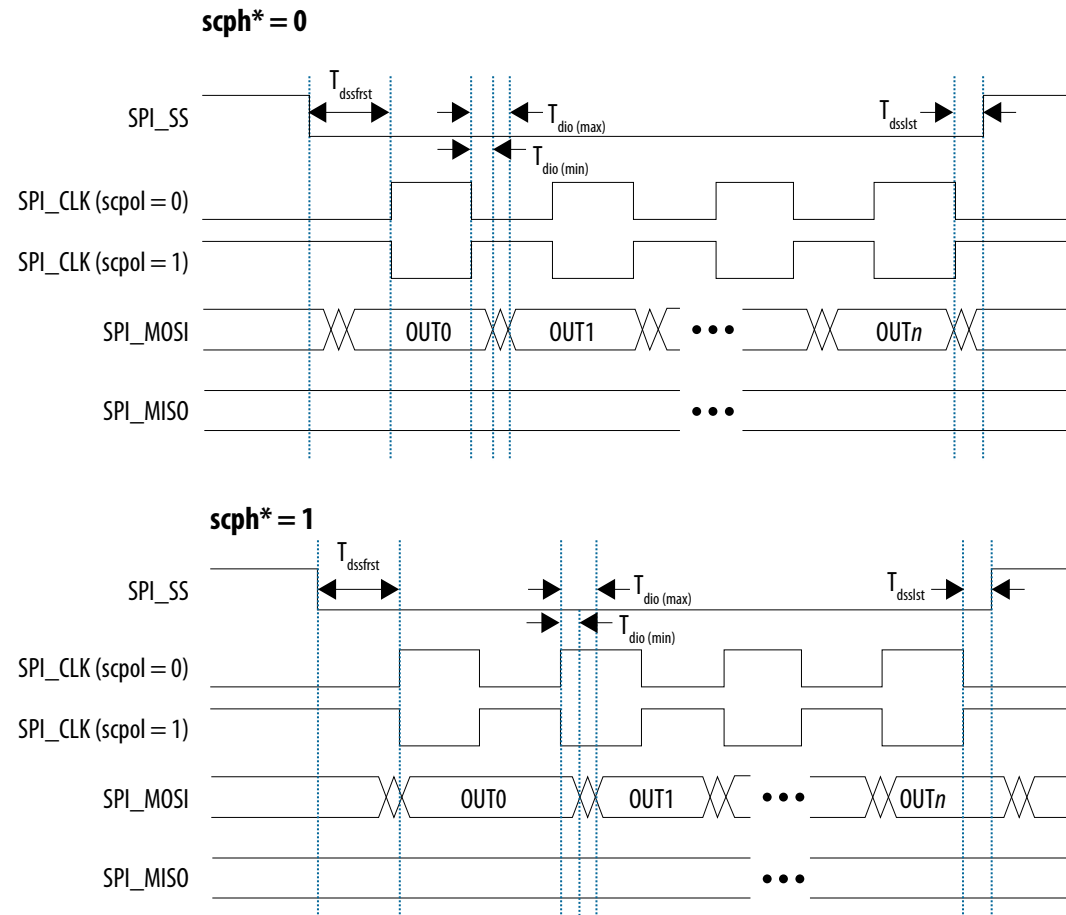 scph* = 0
T dssfrst
SPI_SS
T dio (max)
T dsslst
T dio (min)
SPI_CLK (scpol = 0)
SPI_CLK (scpol = 1)
SPI_MOSI
OUT0
OUT1
•••
OUTn
SPI_MISO
•••
scph* = 1
T dssfrst
SPI_SS
T dio (max)
T dsslst
T dio (min)
SPI_CLK (scpol = 0)
SPI_CLK (scpol = 1)
SPI_MOSI
OUT0
OUT1
•••
OUTn
SPI_MISO
•••